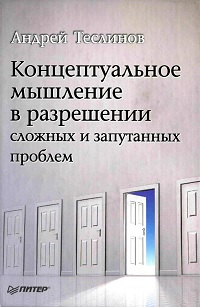 Андрей Теслинов
Концептуальное
мышление
в разрешении
сложных и запутанных
проблем
ПИТЕР